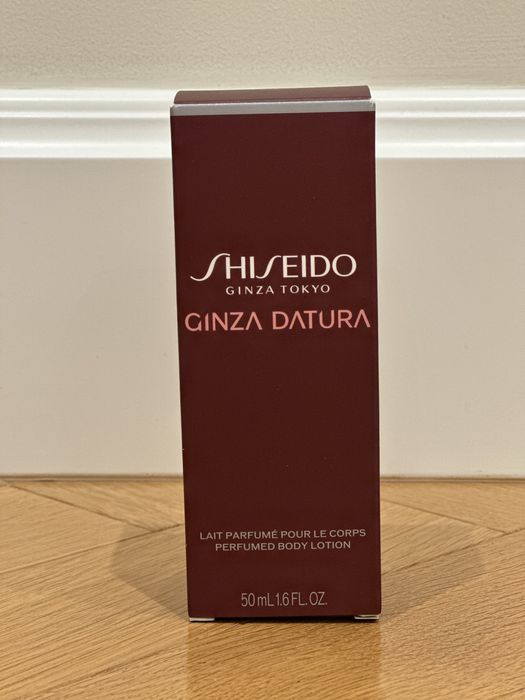 SHISEIDO
GINZA TOKYO
GINZA DATURA
LAIT PARFUMÉ POUR LE CORPS
PERFUMED BODY LOTION
50 mL 1.6 FL. OZ.